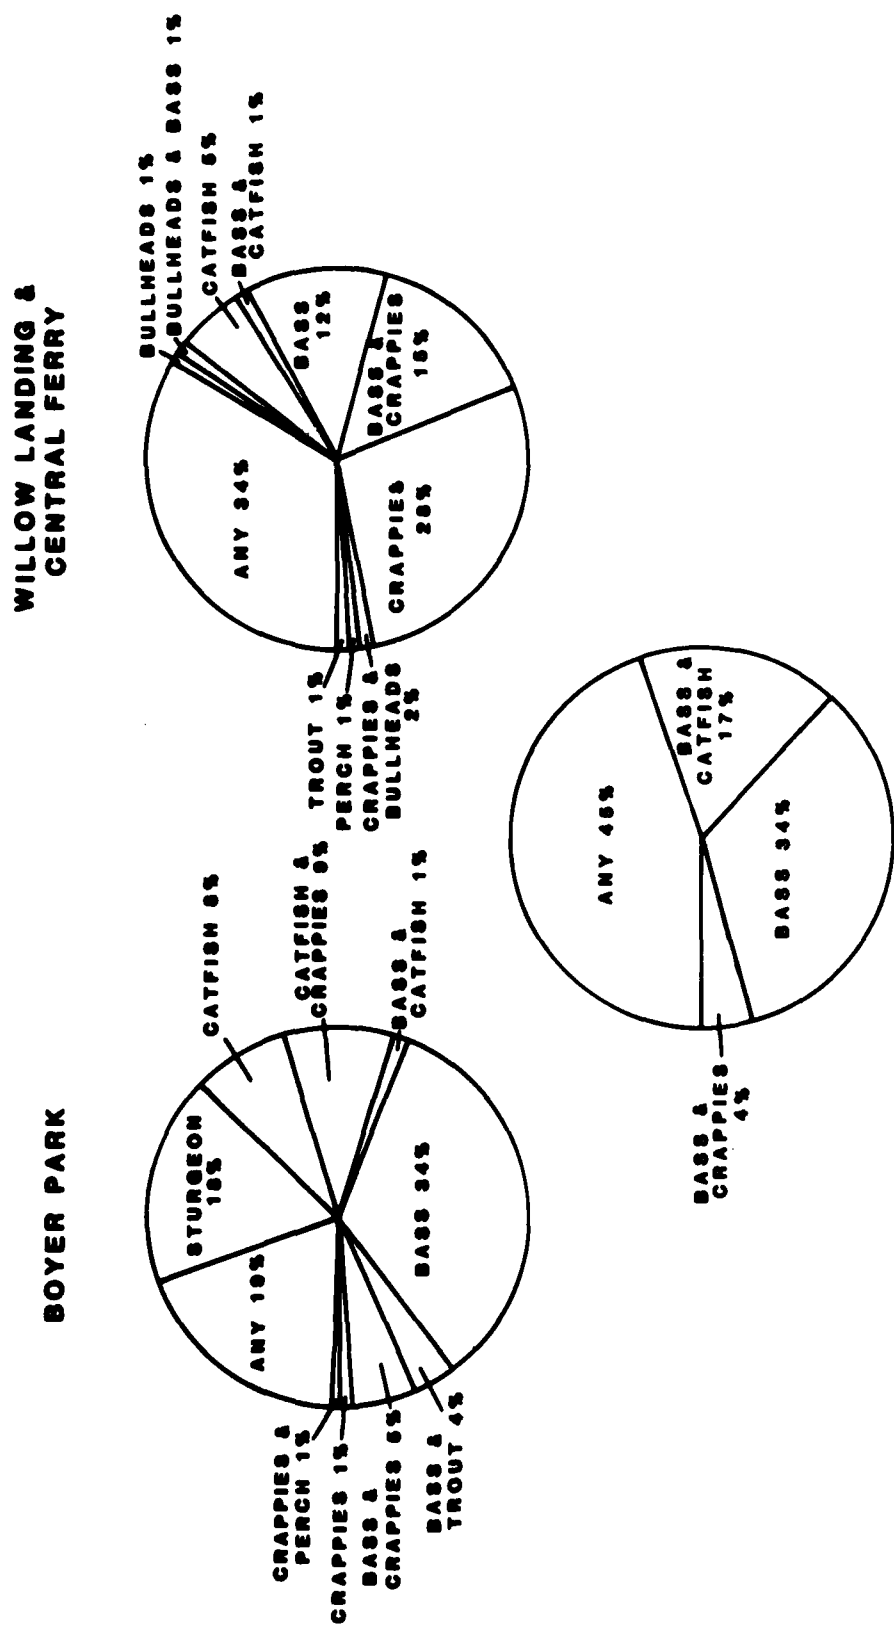 BOYER PARK
STURGEON
18%
CATFISH 8%
CATFISH &
CRAPPIES 9%
BASS &
CATFISH 1%
BASS 34%
BASS &
TROUT 4%
BASS &
CRAPPIES 5%
CRAPPIES 1%
CRAPPIES &
PERCH 1%
ANY 19%
WILLOW LANDING &
CENTRAL FERRY
ANY 34%
BULLHEADS 1%
BULLHEADS & BASS 1%
CATFISH 5%
BASS &
CATFISH 1%
BASS
12%
BASS &
CRAPPIES
15%
CRAPPIES
28%
CRAPPIES &
BULLHEADS
2%
PERCH 1%
TROUT 1%
ANY 45%
BASS &
CATFISH
17%
BASS 34%
BASS &
CRAPPIES
4%